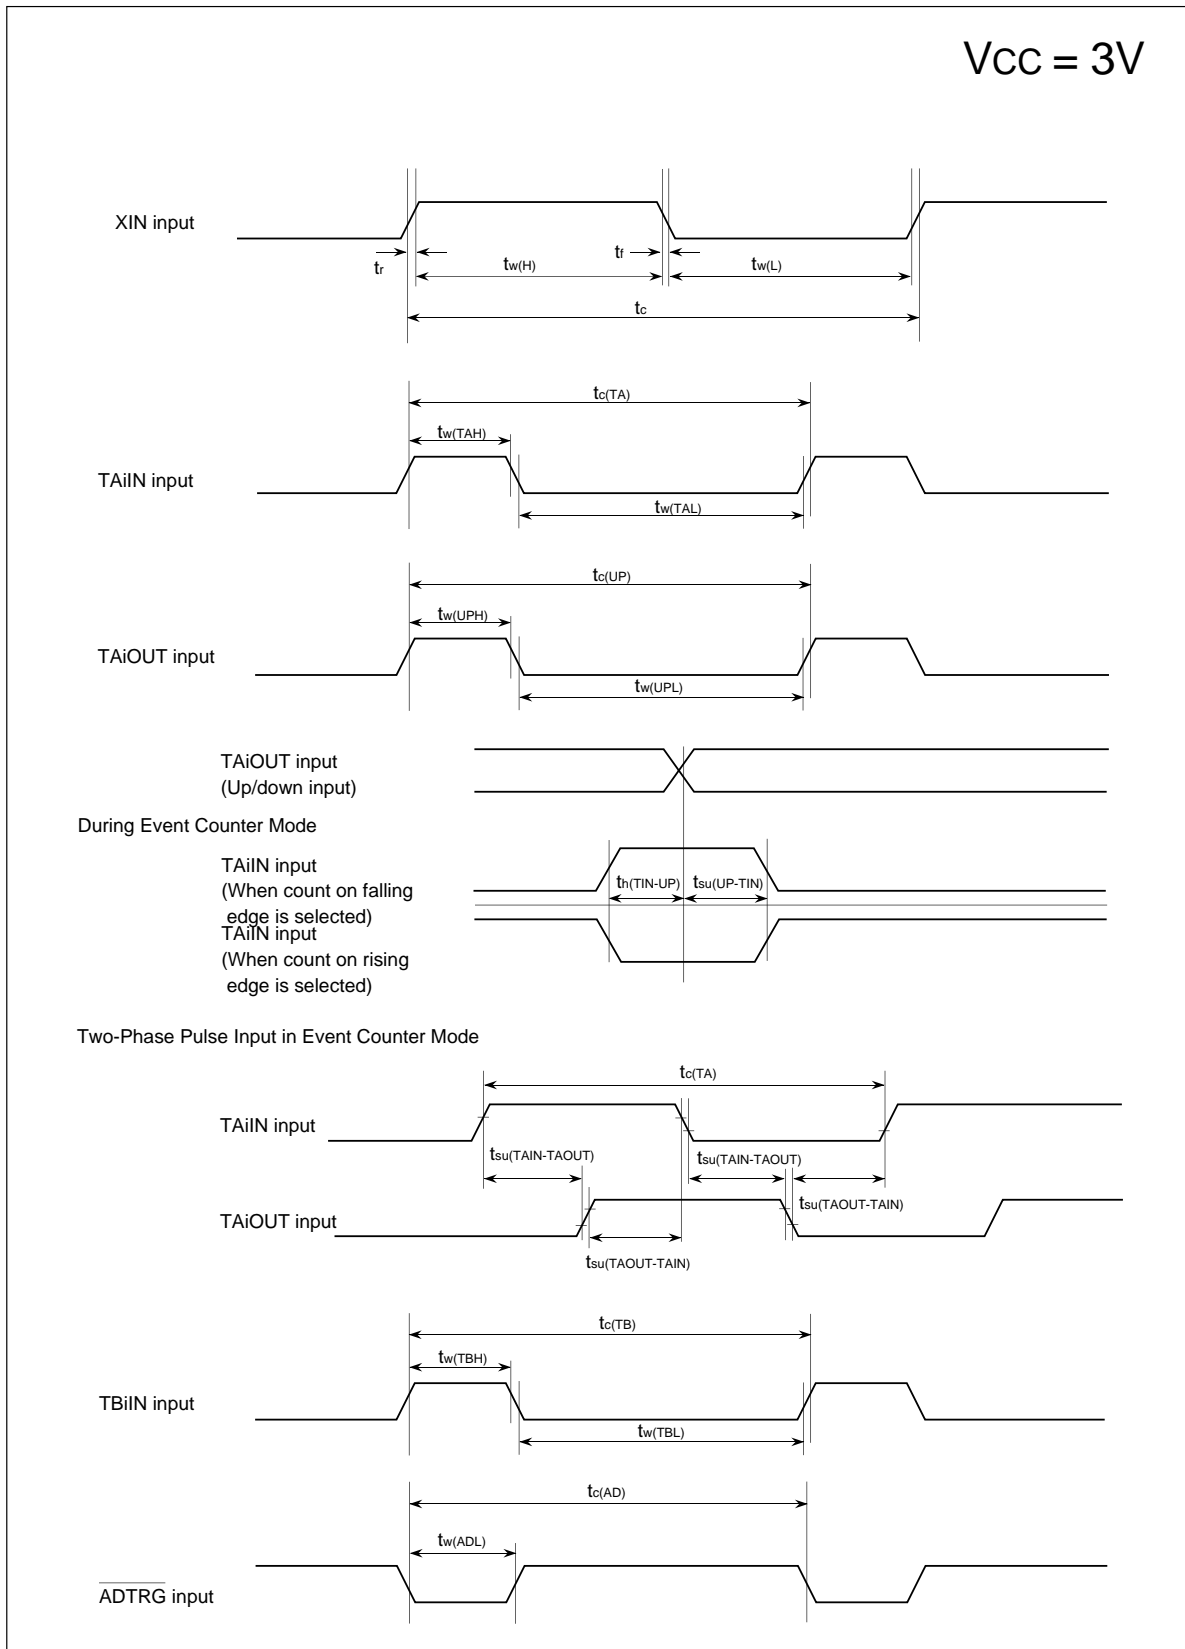 VCC = 3V
XIN input
tr
tw(H)
tf
tw(L)
tc
tc(TA)
tw(TAH)
TAiIN input
tw(TAL)
tc(UP)
tw(UPH)
TAiOUT input
tw(UPL)
TAiOUT input
(Up/down input)
During Event Counter Mode
TAiIN input
(When count on falling
edge is selected)
th(TIN-UP)
tsu(UP-TIN)
TAiIN input
(When count on rising
edge is selected)
Two-Phase Pulse Input in Event Counter Mode
tc(TA)
TAiIN input
tsu(TAIN-TAOUT)
tsu(TAIN-TAOUT)
tsu(TAOUT-TAIN)
TAiOUT input
tsu(TAOUT-TAIN)
tc(TB)
tw(TBH)
TBiIN input
tw(TBL)
tc(AD)
tw(ADL)
ADTRG input